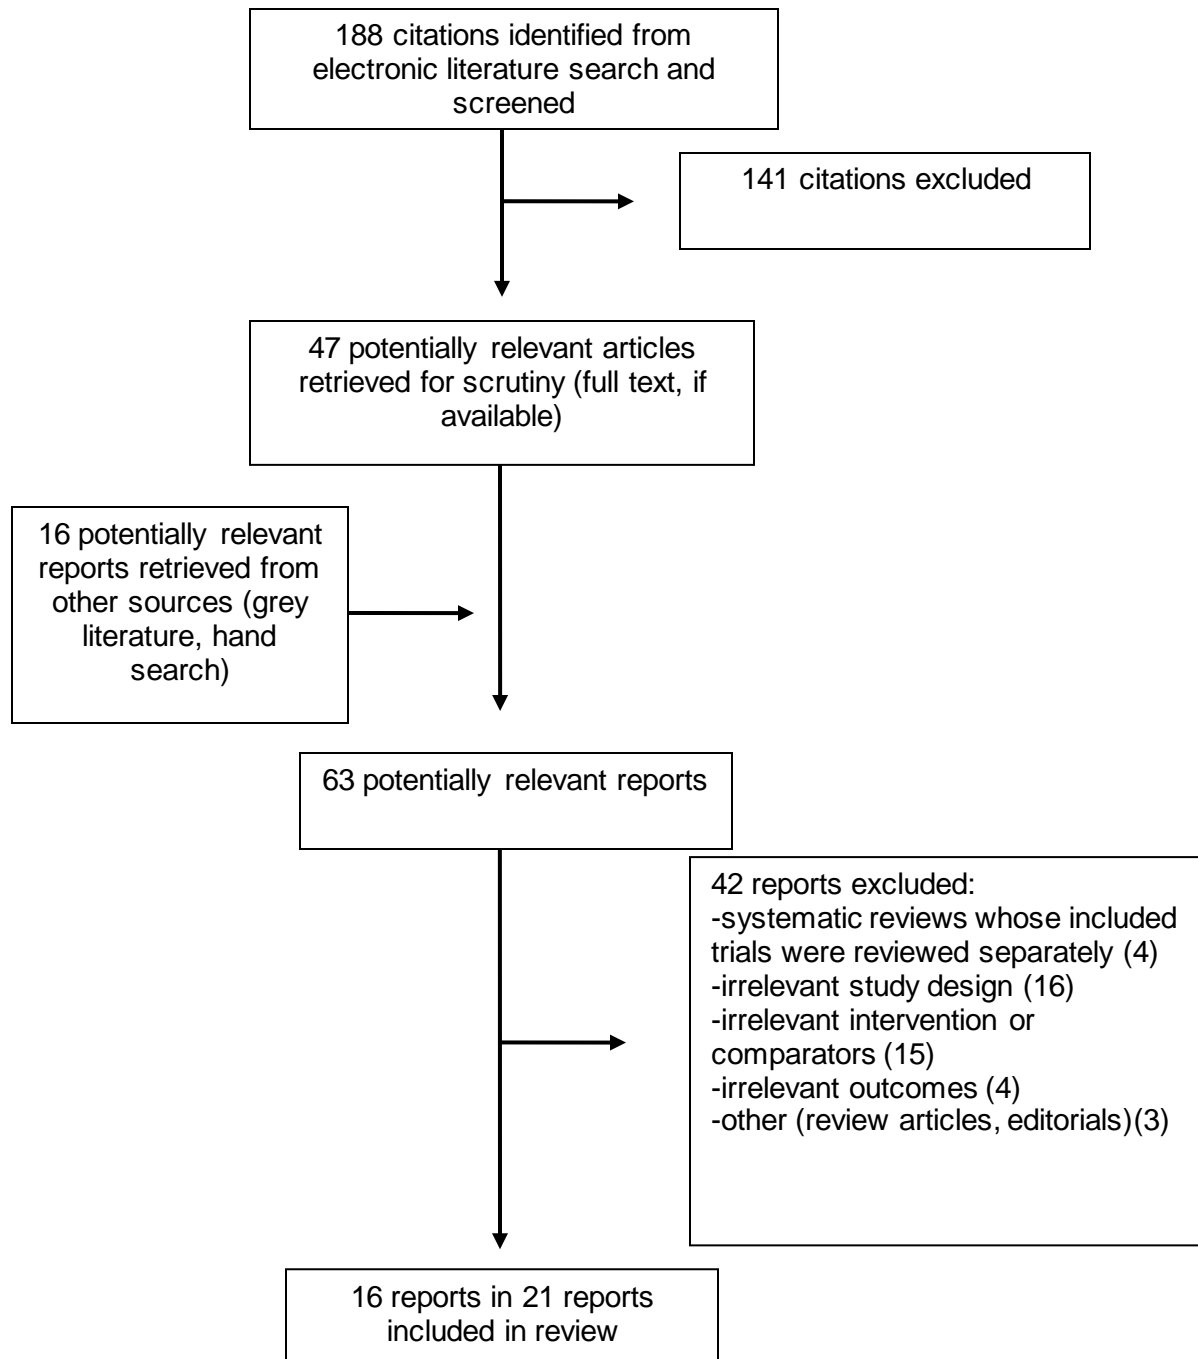 188 citations identified from
electronic literature search and
screened
141 citations excluded
47 potentially relevant articles
retrieved for scrutiny (full text, if
available)
16 potentially relevant
reports retrieved from
other sources (grey
literature, hand
search)
63 potentially relevant reports
42 reports excluded:
-systematic reviews whose included
trials were reviewed separately (4)
-irrelevant study design (16)
-irrelevant intervention or
comparators (15)
-irrelevant outcomes (4)
-other (review articles, editorials)(3)
16 reports in 21 reports
included in review